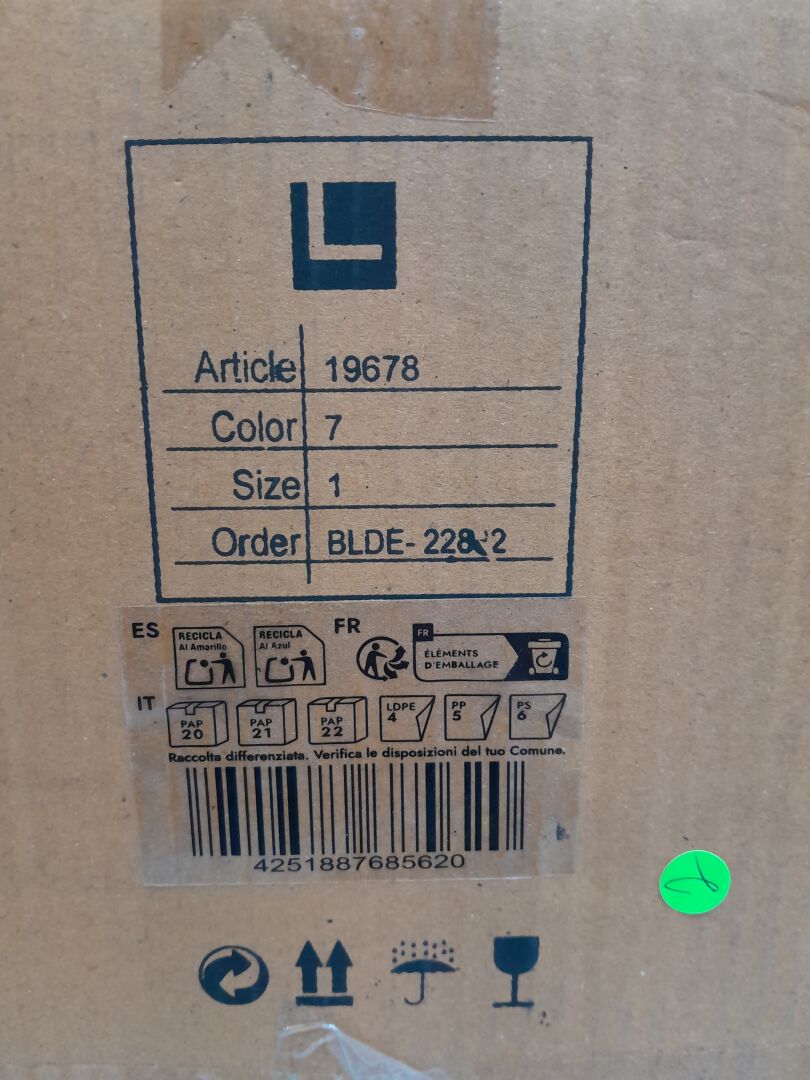 Article 19678
Color 7
Size 1
Order
ES
RECICLA
Al Amarillo
RECICLA
Al Azul
FR
FR
ÉLÉMENTS
D'EMBALLAGE
IT
PAP
20
PAP
21
PAP
22
LDPE
4
PP
5
PS
6
Raccolta differenziata. Verifica le disposizioni del tuo Comune.
4251887685620